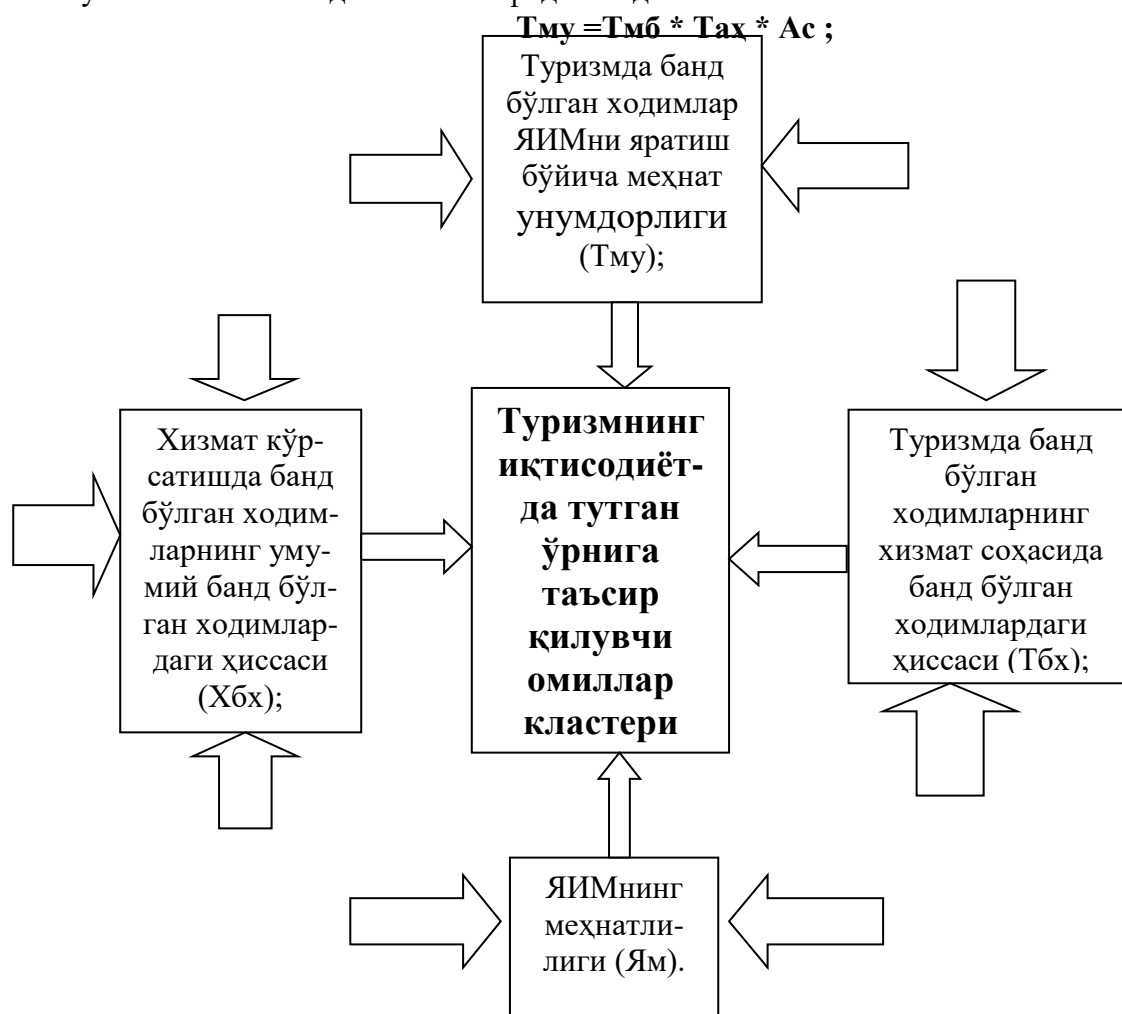 Тму =Тмб * Таҳ * Ас ;
Туризмда банд
бўлган ходимлар
ЯИМни яратиш
бўйича меҳнат
унумдорлиги
(Тму);
Хизмат кўр-
сатишда банд
бўлган ходим-
ларнинг уму-
мий банд бўл-
ган ходимлар-
даги ҳиссаси
(Хбх);
Туризмнинг
иқтисодиёт-
да тутган
ўрнига
таъсир
қилувчи
омиллар
кластери
Туризмда банд
бўлган
ходимларнинг
хизмат соҳасида
банд бўлган
ходимлардаги
ҳиссаси (Тбх);
ЯИМнинг
меҳнатли-
лиги (Ям).